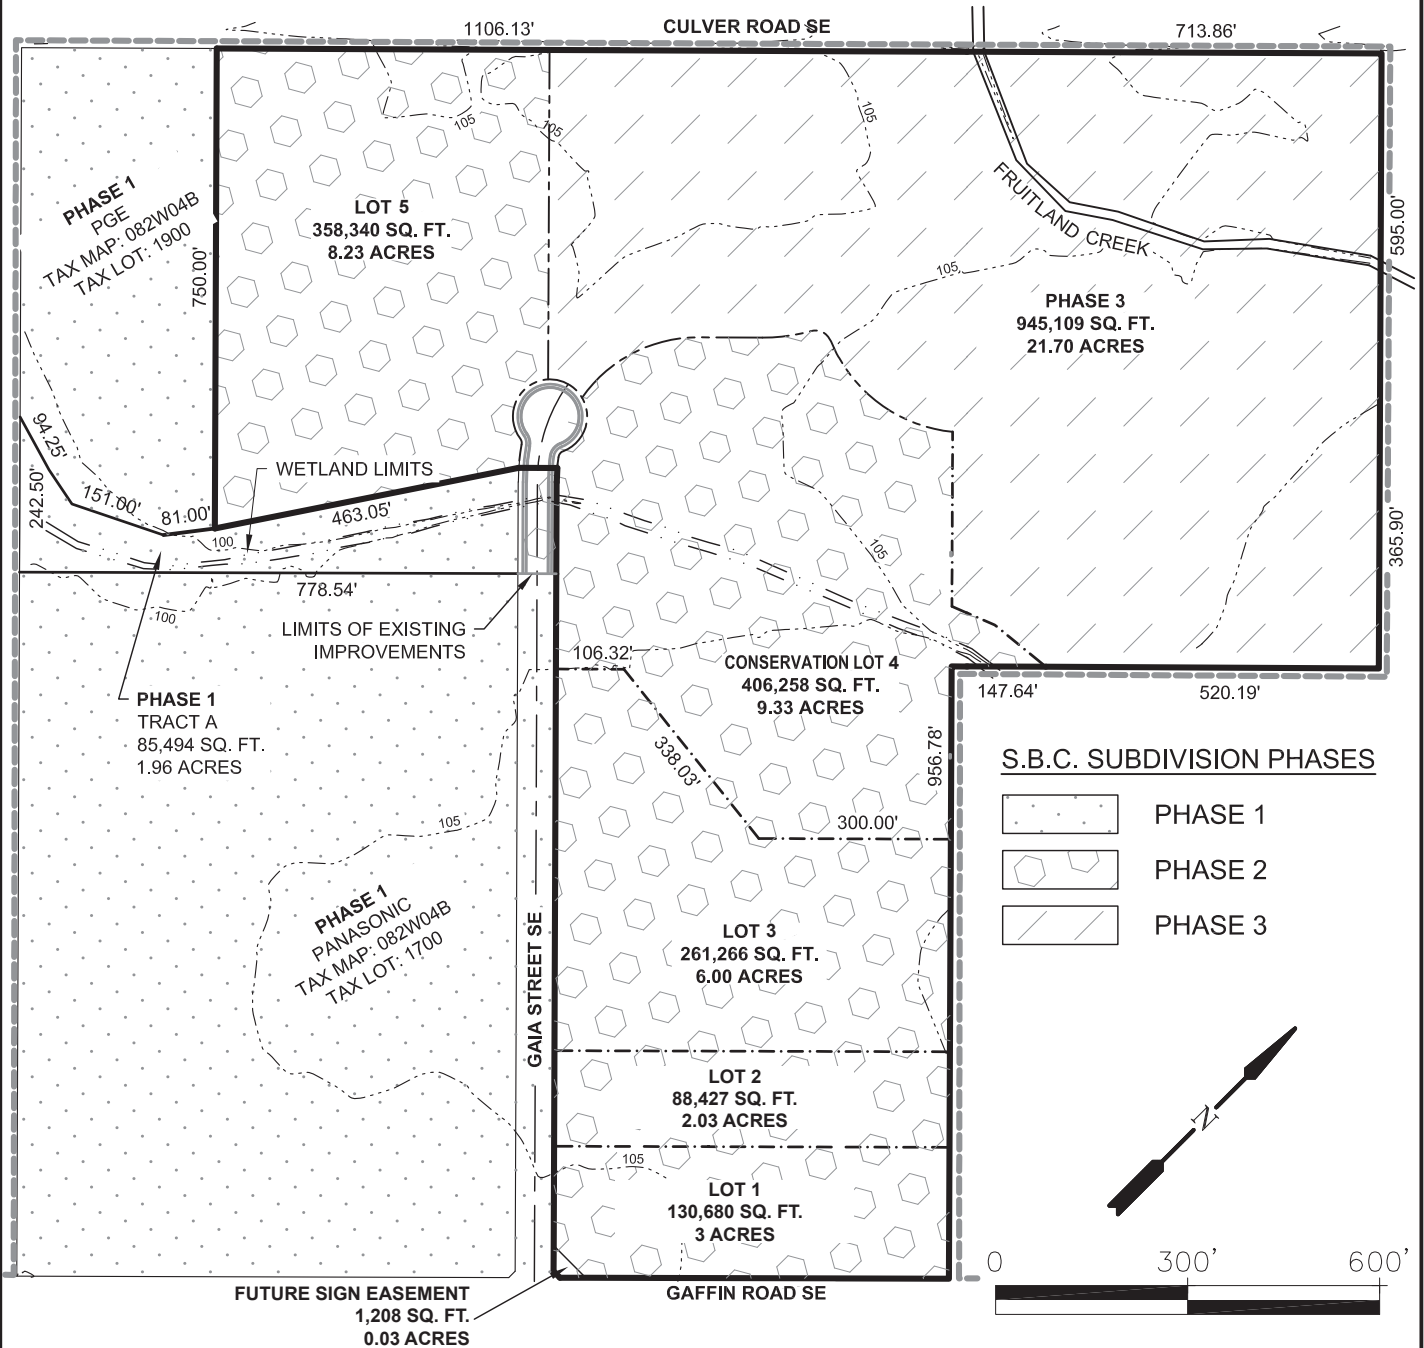 1106.13'
CULVER ROAD SE
713.86'
105
105
105
PHASE 1
PGE
TAX MAP: 082W04B
TAX LOT: 1900
750.00'
LOT 5
358,340 SQ. FT.
8.23 ACRES
FRUITLAND CREEK
595.00'
105
PHASE 3
945,109 SQ. FT.
21.70 ACRES
94.25'
242.50'
151.00'
81.00'
WETLAND LIMITS
463.05'
100
778.54'
100
105
365.90'
LIMITS OF EXISTING
IMPROVEMENTS
106.32'
CONSERVATION LOT 4
406,258 SQ. FT.
9.33 ACRES
147.64'
520.19'
PHASE 1
TRACT A
85,494 SQ. FT.
1.96 ACRES
338.03'
956.78'
S.B.C. SUBDIVISION PHASES
PHASE 1
PHASE 2
PHASE 3
105
300.00'
PHASE 1
PANASONIC
TAX MAP: 082W04B
TAX LOT: 1700
GAIA STREET SE
LOT 3
261,266 SQ. FT.
6.00 ACRES
LOT 2
88,427 SQ. FT.
2.03 ACRES
105
LOT 1
130,680 SQ. FT.
3 ACRES
N
0
300'
600'
FUTURE SIGN EASEMENT
1,208 SQ. FT.
0.03 ACRES
GAFFIN ROAD SE